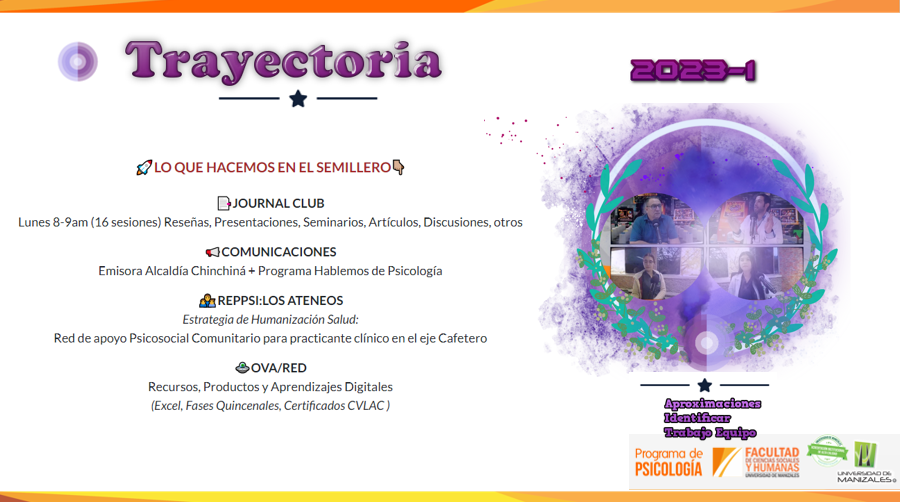 Trayectoria
LO QUE HACEMOS EN EL SEMILLERO
JOURNAL CLUB
Lunes 8-9am (16 sesiones) Reseñas, Presentaciones, Seminarios, Artículos, Discusiones, otros
COMUNICACIONES
Emisora Alcaldía Chinchiná + Programa Hablemos de Psicología
REPPSI:LOS ATENEOS
Estrategia de Humanización Salud:
Red de apoyo Psicosocial Comunitario para practicante clínico en el eje Cafetero
OVA/RED
Recursos, Productos y Aprendizajes Digitales
(Excel, Fases Quincenales, Certificados CVLAC )
2023-1
Aproximaciones
Identificar
Trabajo Equipo
Programa de
PSICOLOGÍA
FACULTAD
DE CIENCIAS SOCIALES
Y HUMANAS
UNIVERSIDAD DE MANIZALES
UNIVERSIDAD DE
MANIZALES